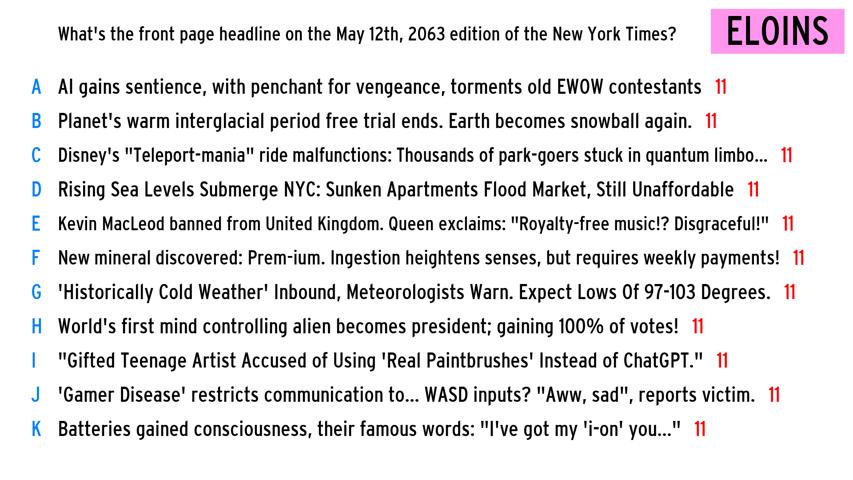 What's the front page headline on the May 12th, 2063 edition of the New York Times?
ELOINS
A AI gains sentience, with penchant for vengeance, torments old EWOW contestants 11
B Planet's warm interglacial period free trial ends. Earth becomes snowball again. 11
C Disney's "Teleport-mania" ride malfunctions: Thousands of park-goers stuck in quantum limbo... 11
D Rising Sea Levels Submerge NYC: Sunken Apartments Flood Market, Still Unaffordable 11
E Kevin MacLeod banned from United Kingdom. Queen exclaims: "Royalty-free music!? Disgraceful!" 11
F New mineral discovered: Prem-ium. Ingestion heightens senses, but requires weekly payments! 11
G 'Historically Cold Weather' Inbound, Meteorologists Warn. Expect Lows Of 97-103 Degrees. 11
H World's first mind controlling alien becomes president; gaining 100% of votes! 11
I "Gifted Teenage Artist Accused of Using 'Real Paintbrushes' Instead of ChatGPT." 11
J 'Gamer Disease' restricts communication to... WASD inputs? "Aww, sad", reports victim. 11
K Batteries gained consciousness, their famous words: "I've got my 'i-on' you..." 11